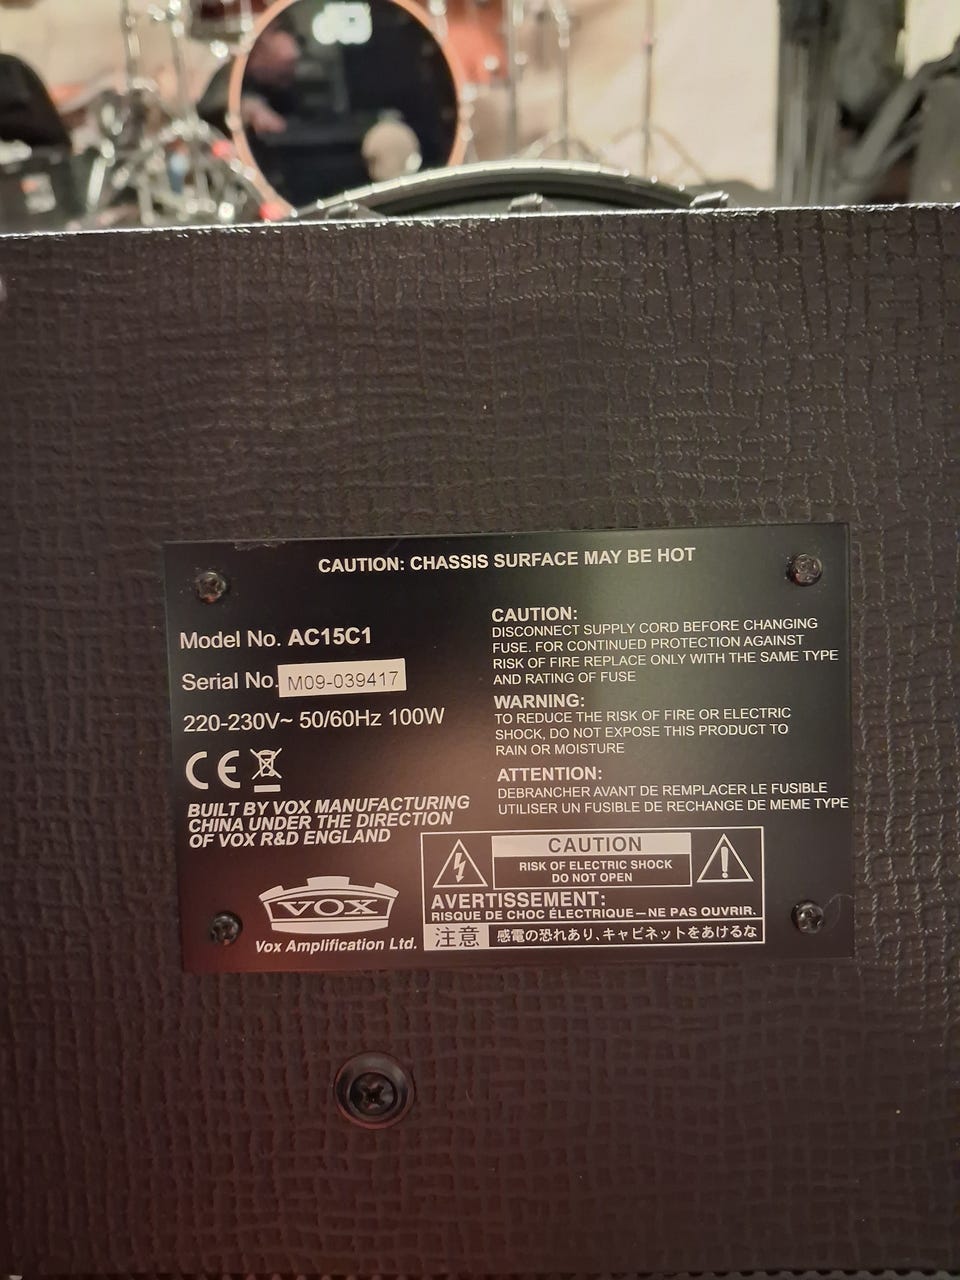 CAUTION: CHASSIS SURFACE MAY BE HOT
Model No. AC15C1
Serial No. M09-039417
220-230V~ 50/60Hz 100W
CE
BUILT BY VOX MANUFACTURING
CHINA UNDER THE DIRECTION
OF VOX R&D ENGLAND
VOX
Vox Amplification Ltd.
CAUTION:
DISCONNECT SUPPLY CORD BEFORE CHANGING
FUSE. FOR CONTINUED PROTECTION AGAINST
RISK OF FIRE REPLACE ONLY WITH THE SAME TYPE
AND RATING OF FUSE
WARNING:
TO REDUCE THE RISK OF FIRE OR ELECTRIC
SHOCK, DO NOT EXPOSE THIS PRODUCT TO
RAIN OR MOISTURE
ATTENTION:
DEBRANCHER AVANT DE REMPLACER LE FUSIBLE
UTILISER UN FUSIBLE DE RECHANGE DE MEME TYPE
CAUTION
RISK OF ELECTRIC SHOCK
DO NOT OPEN
AVERTISSEMENT:
RISQUE DE CHOC ÉLECTRIQUE—NE PAS OUVRIR.
注意 感電の恐れあり、キャビネットをあけるな